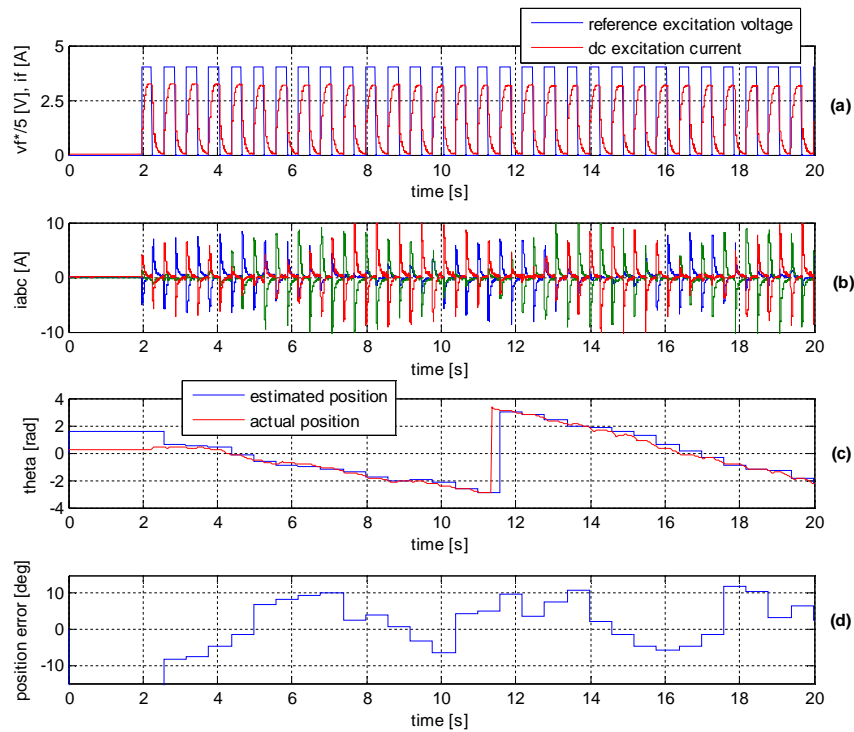 reference excitation voltage
dc excitation current
vf*/5 [V], if [A]
5
2.5
0
0 2 4 6 8 10 12 14 16 18 20
time [s]
(a)
iabc [A]
10
0
-10
0 2 4 6 8 10 12 14 16 18 20
time [s]
(b)
estimated position
actual position
theta [rad]
4
2
0
-2
-4
0 2 4 6 8 10 12 14 16 18 20
time [s]
(c)
position error [deg]
10
0
-10
0 2 4 6 8 10 12 14 16 18 20
time [s]
(d)